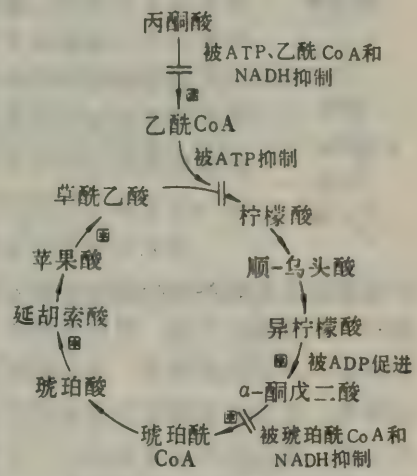 丙酮酸
被ATP、乙酰CoA和
NADH抑制
乙酰CoA
被ATP抑制
草酰乙酸
柠檬酸
苹果酸
顺-乌头酸
延胡索酸
异柠檬酸
被ADP促进
琥珀酸
α-酮戊二酸
琥珀酰
CoA
被琥珀酰CoA和
NADH抑制